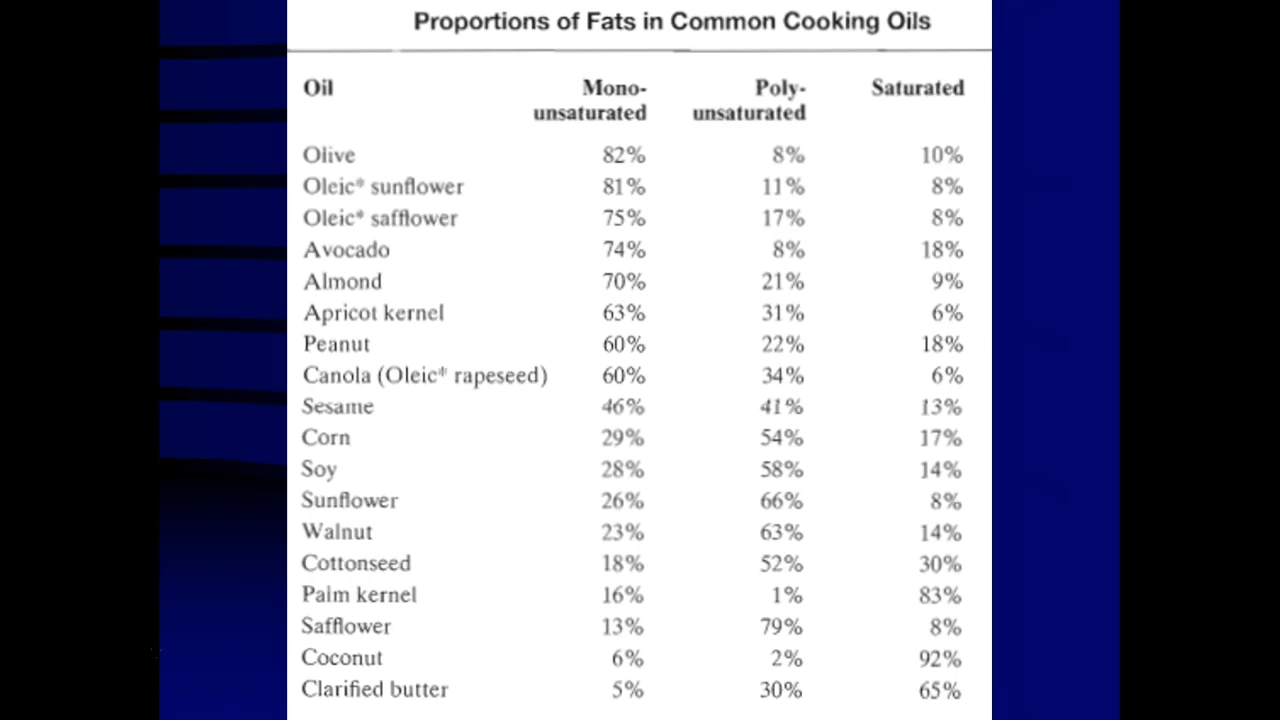 Proportions of Fats in Common Cooking Oils
Oil Mono- Poly- Saturated
unsaturated unsaturated
Olive 82% 8% 10%
Oleic* sunflower 81% 11% 8%
Oleic* safflower 75% 17% 8%
Avocado 74% 8% 18%
Almond 70% 21% 9%
Apricot kernel 63% 31% 6%
Peanut 60% 22% 18%
Canola (Oleic* rapeseed) 60% 34% 6%
Sesame 46% 41% 13%
Corn 29% 54% 17%
Soy 28% 58% 14%
Sunflower 26% 66% 8%
Walnut 23% 63% 14%
Cottonseed 18% 52% 30%
Palm kernel 16% 1% 83%
Safflower 13% 79% 8%
Coconut 6% 2% 92%
Clarified butter 5% 30% 65%